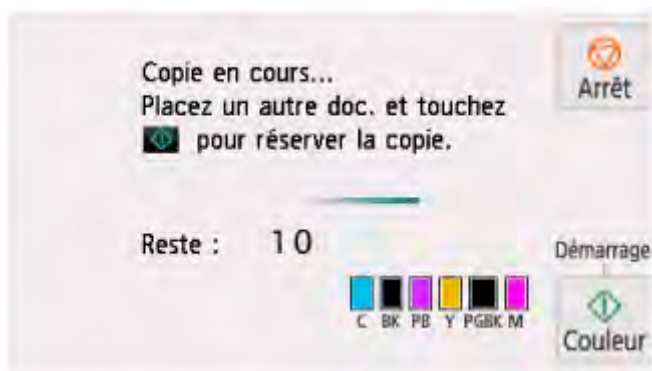 Copie en cours...
Placez un autre doc. et touchez
pour réserver la copie.
Reste : 10
C BK PB Y PGBK M
Arrêt
Démarrage
Couleur